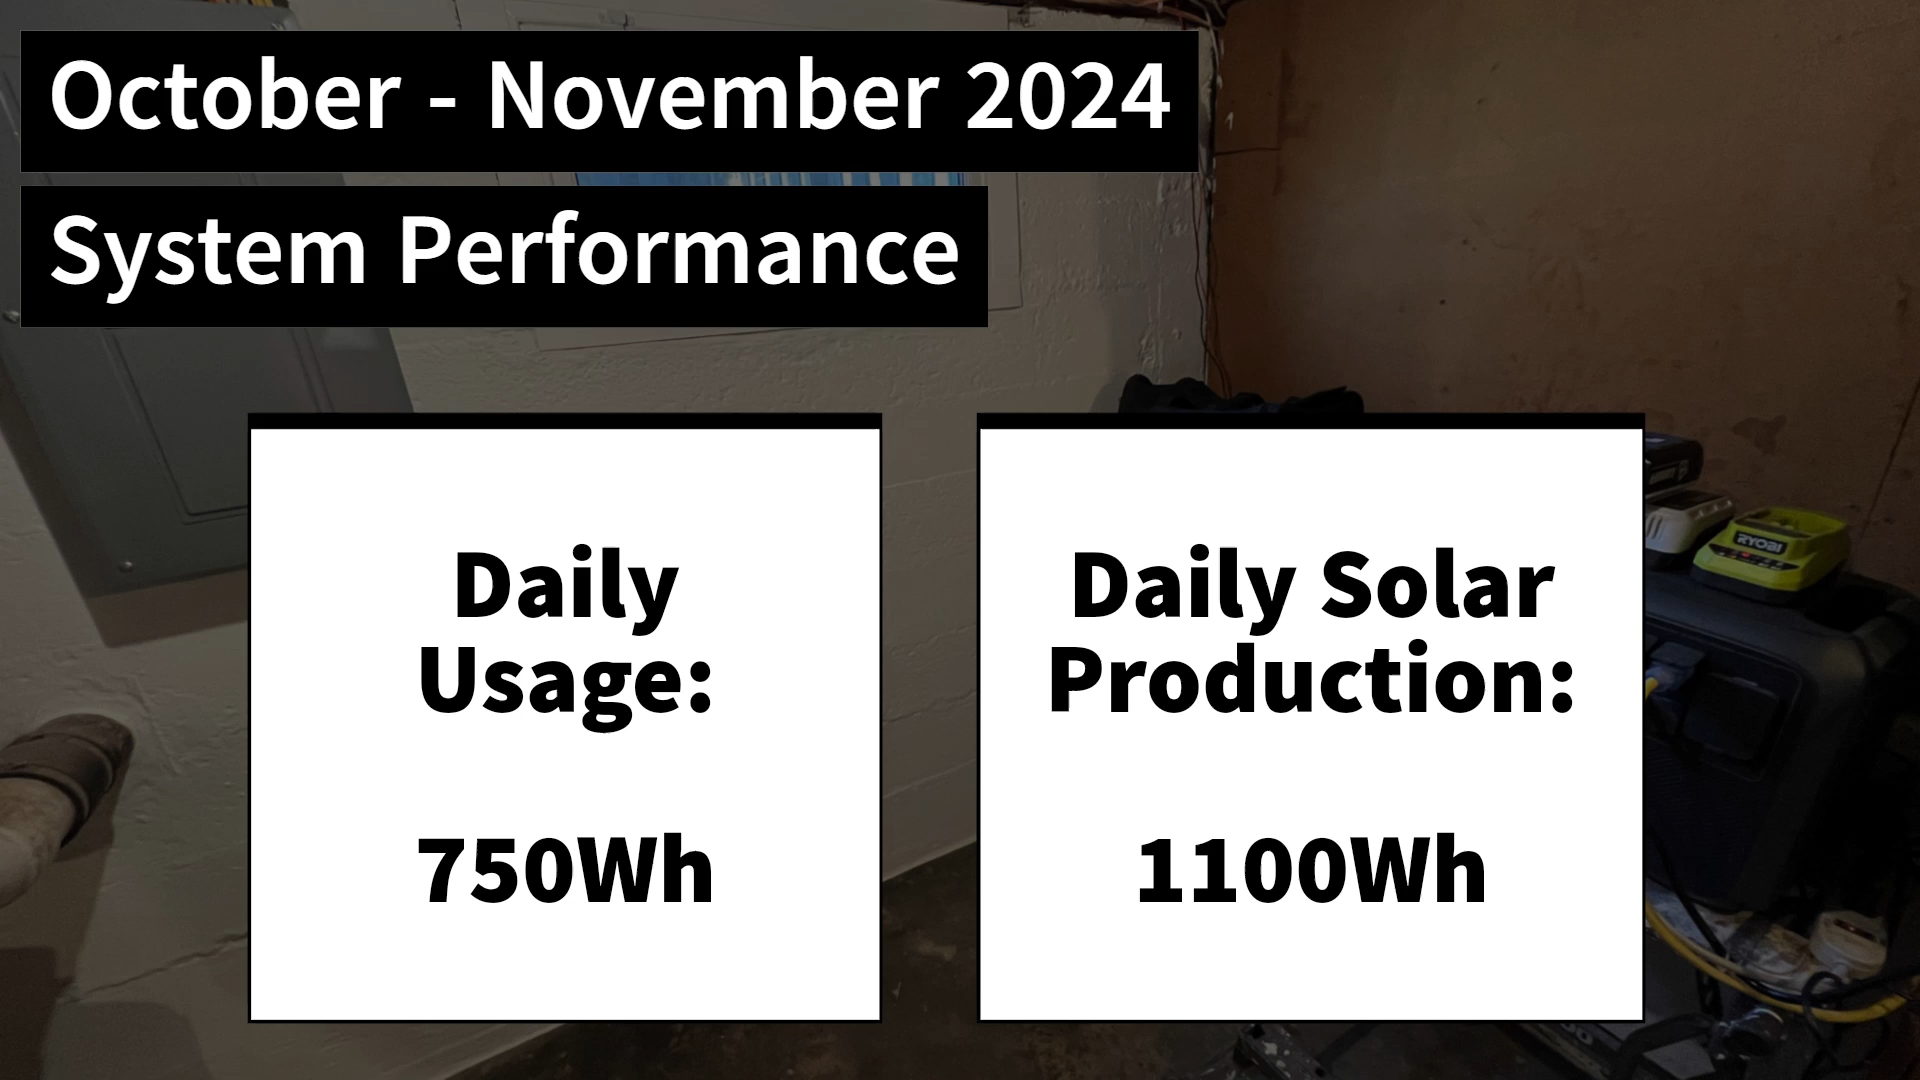 October - November 2024
System Performance
Daily
Usage:
750Wh
Daily Solar
Production:
1100Wh
RYOBI